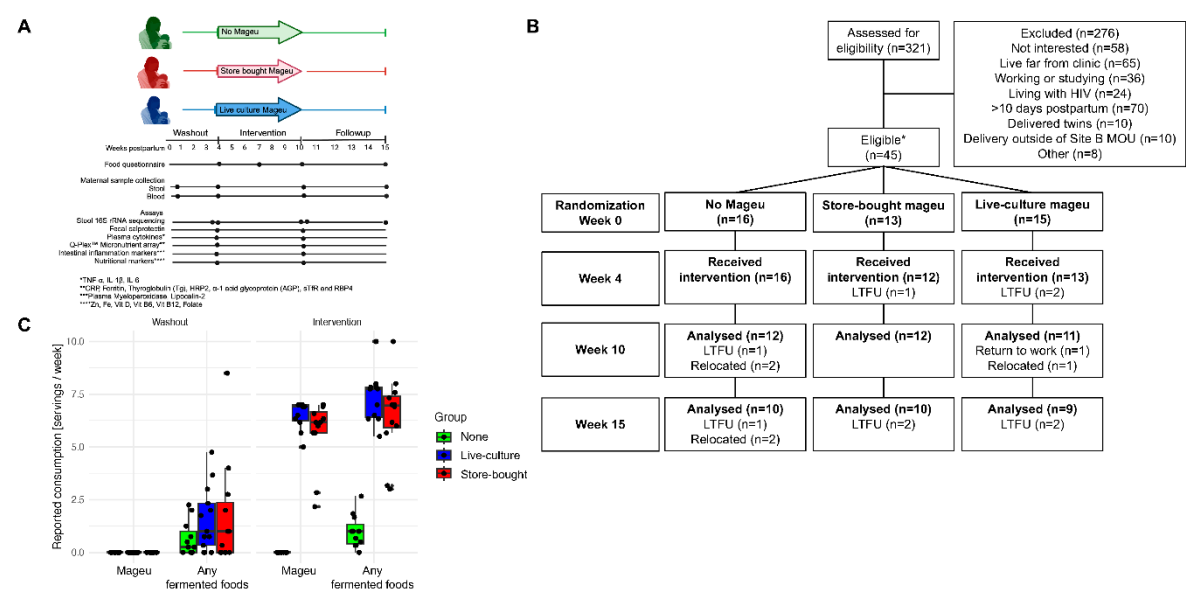 A
No Mageu
Store bought Mageu
Live culture Mageu
Washout Intervention Followup
Weeks postpartum 0 1 2 3 4 5 6 7 8 9 10 11 12 13 14 15
Food questionnaire
Maternal sample collection
Stool
Blood
Assays
Stool 16S rRNA sequencing
Fecal calprotectin
Plasma cytokines*
Q-Plex™ Micronutrient array**
Intestinal inflammation markers***
Nutritional markers****
*TNF α, IL 1β, IL 6
**CRP, Ferritin, Thyroglobulin (Tg), HRP2, α-1 acid glycoprotein (AGP), sTfR and RBP4
***Plasma Myeloperoxidase, Lipocalin-2
****Zn, Fe, Vit D, Vit B6, Vit B12, Folate
B
Assessed for
eligibility (n=321)
Excluded (n=276)
Not interested (n=58)
Live far from clinic (n=65)
Working or studying (n=36)
Living with HIV (n=24)
>10 days postpartum (n=70)
Delivered twins (n=10)
Delivery outside of Site B MOU (n=10)
Other (n=8)
Eligible*
(n=45)
Randomization
Week 0
No Mageu
(n=16)
Store-bought mageu
(n=13)
Live-culture mageu
(n=15)
Week 4
Received
intervention (n=16)
Received
intervention (n=12)
LTFU (n=1)
Received
intervention (n=13)
LTFU (n=2)
Week 10
Analysed (n=12)
LTFU (n=1)
Relocated (n=2)
Analysed (n=12)
Analysed (n=11)
Return to work (n=1)
Relocated (n=1)
Week 15
Analysed (n=10)
LTFU (n=1)
Relocated (n=2)
Analysed (n=10)
LTFU (n=2)
Analysed (n=9)
LTFU (n=2)
C
Washout
Intervention
Reported consumption [servings / week]
10.0
7.5
5.0
2.5
0.0
Mageu
Any
fermented foods
Mageu
Any
fermented foods
Group
None
Live-culture
Store-bought